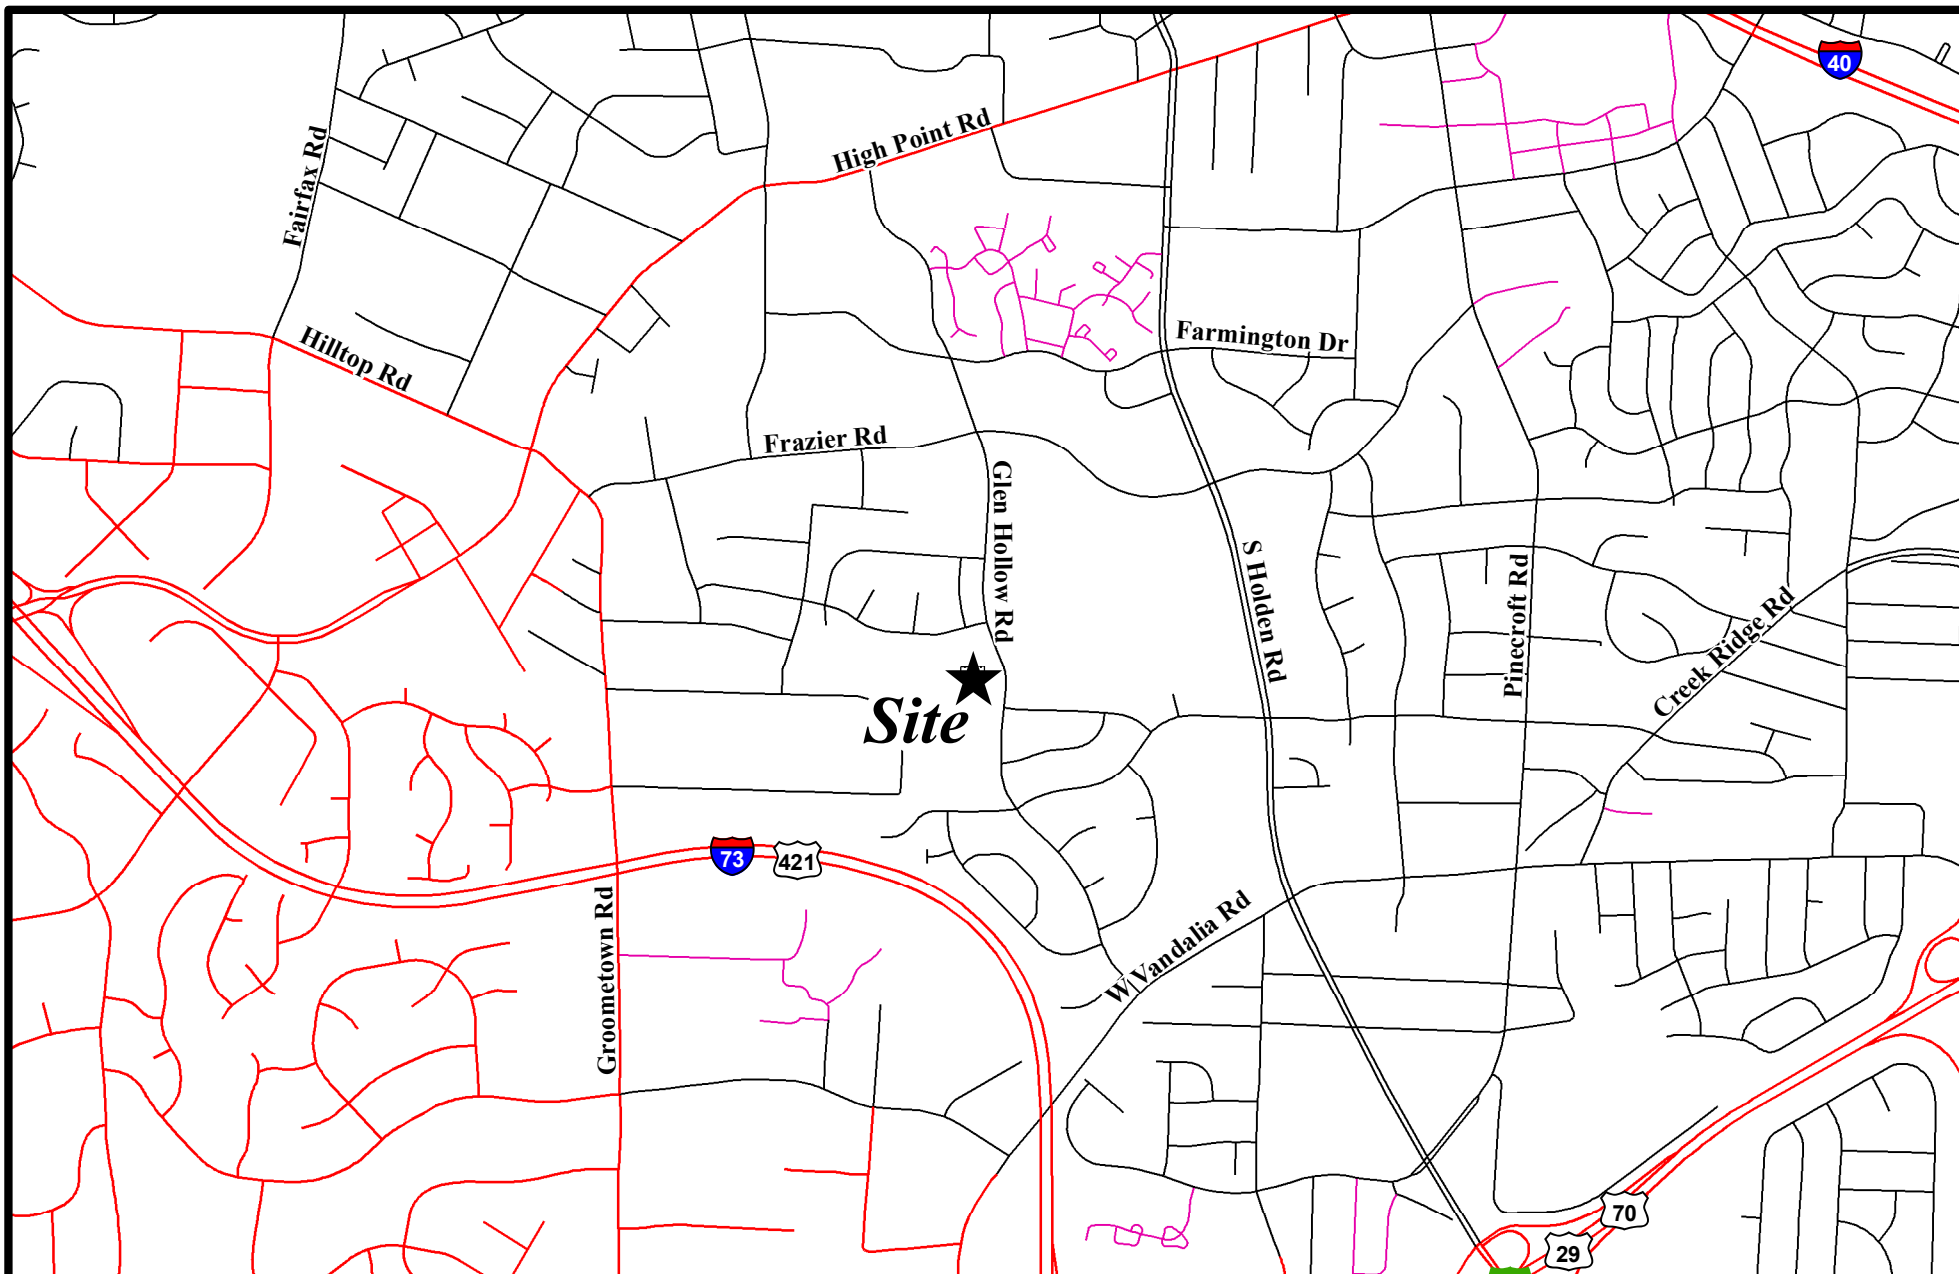 40
High Point Rd
Fairfax Rd
Farmington Dr
Hilltop Rd
Frazier Rd
Glen Hollow Rd
S Holden Rd
Pinecroft Rd
Creek Ridge Rd
Site
73
421
Groometown Rd
W Vandalia Rd
70
29